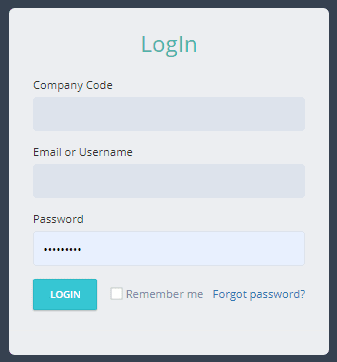 LogIn
Company Code
Email or Username
Password
•••••••••
LOGIN Remember me Forgot password?